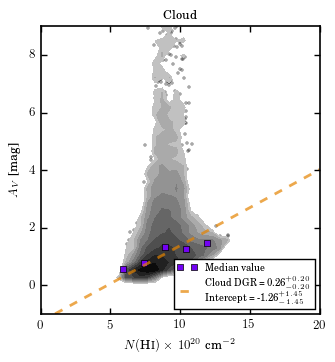 Cloud
8
6
4
2
0
A_V [mag]
Median value
Cloud DGR = 0.26^{+0.20}_{-0.20}
Intercept = -1.26^{+1.45}_{-1.45}
0 5 10 15 20
N(HI) × 10^{20} cm^{-2}